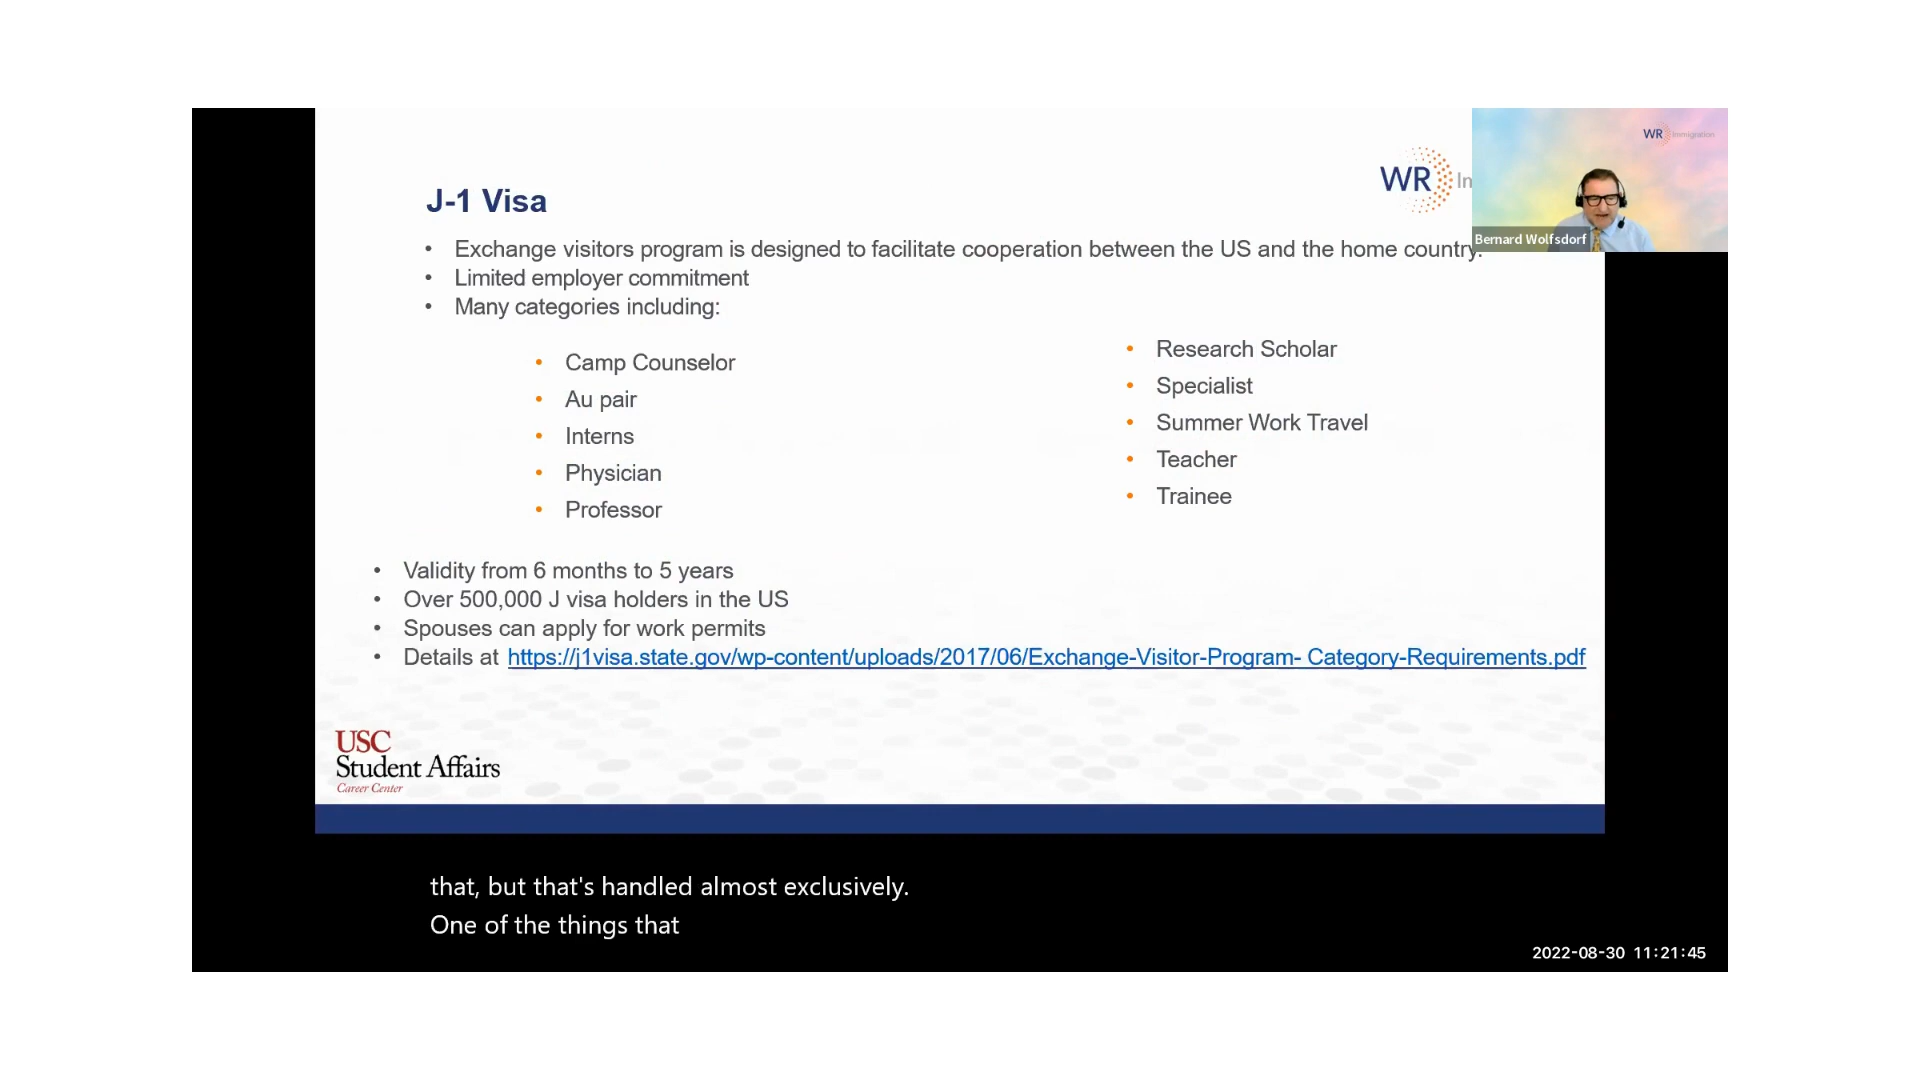 WR Immigration
WR In
Bernard Wolfsdorf
J-1 Visa
• Exchange visitors program is designed to facilitate cooperation between the US and the home country.
• Limited employer commitment
• Many categories including:
• Camp Counselor
• Au pair
• Interns
• Physician
• Professor
• Research Scholar
• Specialist
• Summer Work Travel
• Teacher
• Trainee
• Validity from 6 months to 5 years
• Over 500,000 J visa holders in the US
• Spouses can apply for work permits
• Details at https://j1visa.state.gov/wp-content/uploads/2017/06/Exchange-Visitor-Program- Category-Requirements.pdf
USC
Student Affairs
Career Center
that, but that's handled almost exclusively.
One of the things that
2022-08-30 11:21:45